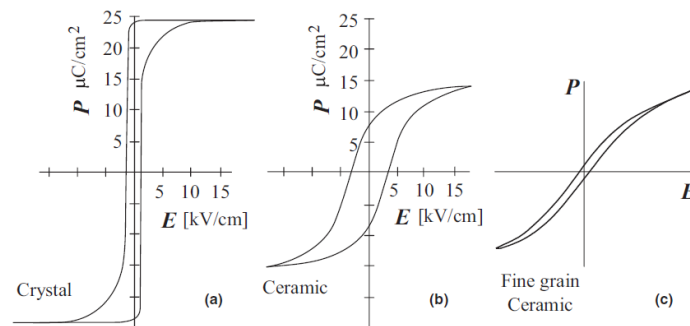 25
20
15
10
5
P μC/cm²
5 10 15
E [kV/cm]
Crystal
(a)
25
20
15
10
5
P μC/cm²
5 10 15
E [kV/cm]
Ceramic
(b)
P
E
Fine grain
Ceramic
(c)